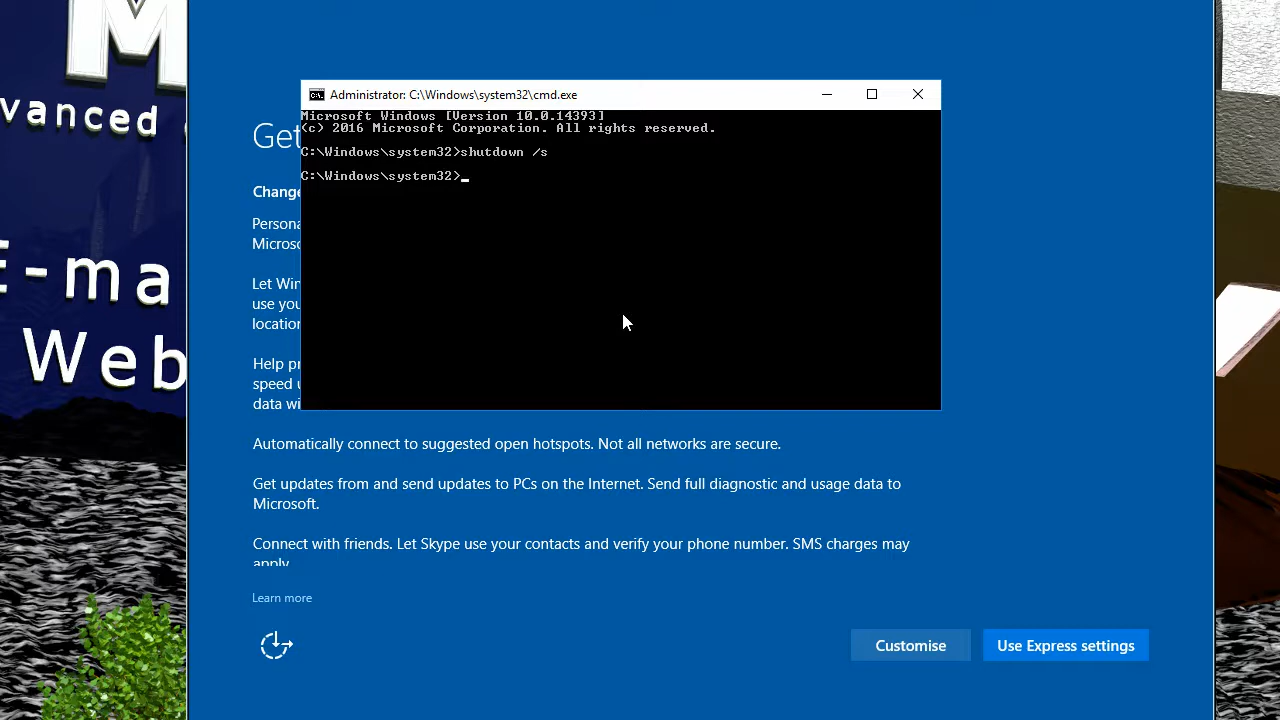 M
vanced
E-ma
Web
Administrator: C:\Windows\system32\cmd.exe
Microsoft Windows [Version 10.0.14393]
(c) 2016 Microsoft Corporation. All rights reserved.
C:\Windows\system32>shutdown /s
C:\Windows\system32>
Get
Change
Persona
Microso
Let Win
use you
location
Help pr
speed u
data wi
Automatically connect to suggested open hotspots. Not all networks are secure.
Get updates from and send updates to PCs on the Internet. Send full diagnostic and usage data to
Microsoft.
Connect with friends. Let Skype use your contacts and verify your phone number. SMS charges may
apply.
Learn more
Customise
Use Express settings